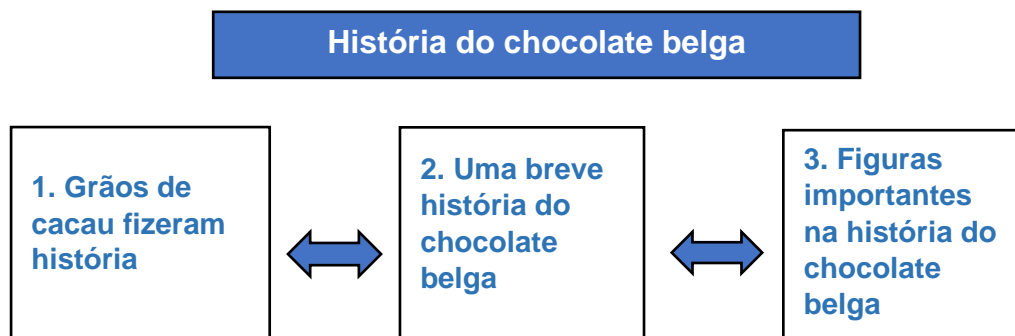 História do chocolate belga
1. Grãos de
cacau fizeram
história
2. Uma breve
história do
chocolate
belga
3. Figuras
importantes
na história do
chocolate
belga